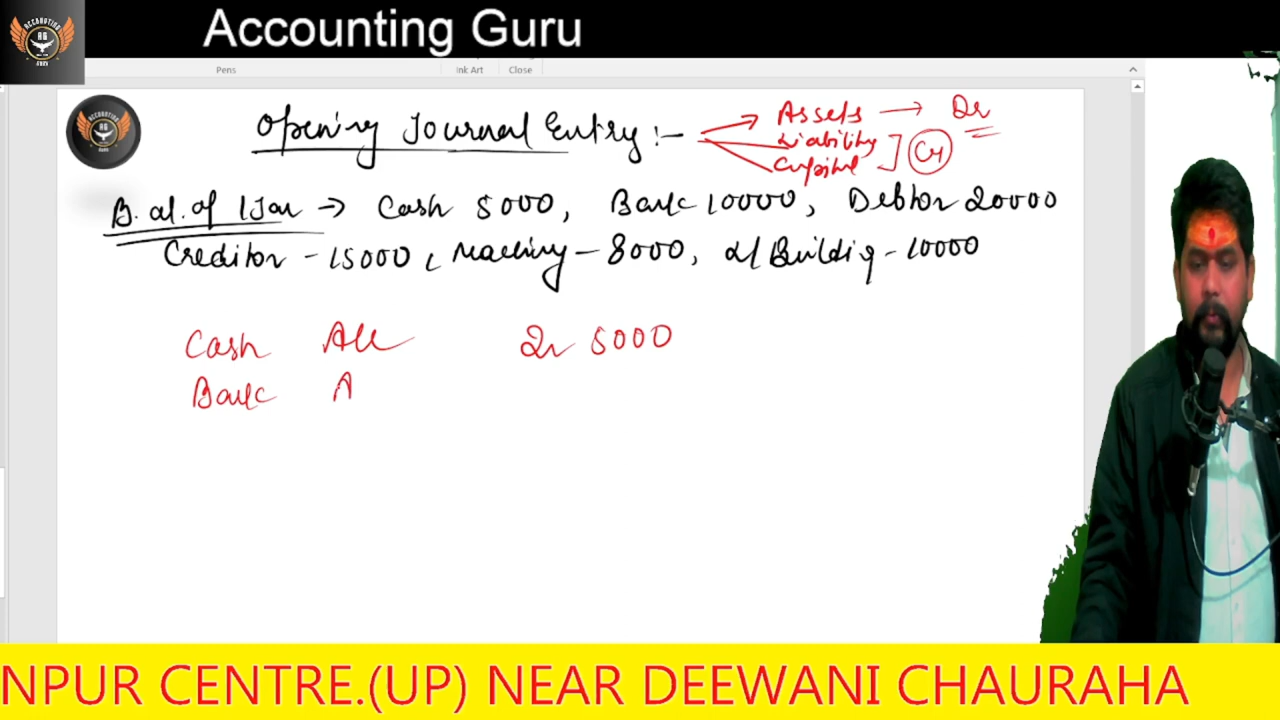 Accounting Guru
Pens
Ink Art
Close
Opening Journal Entry :-
Assets → Dr
Liability
Capital
Cr
B.al. of 1 Jan → Cash 5000, Bank 10000, Debtor 20000
Creditor - 15000, Machiny - 8000, Building - 10000
Cash A/c Dr 5000
Bank A
NPUR CENTRE.(UP) NEAR DEEWANI CHAURAHA